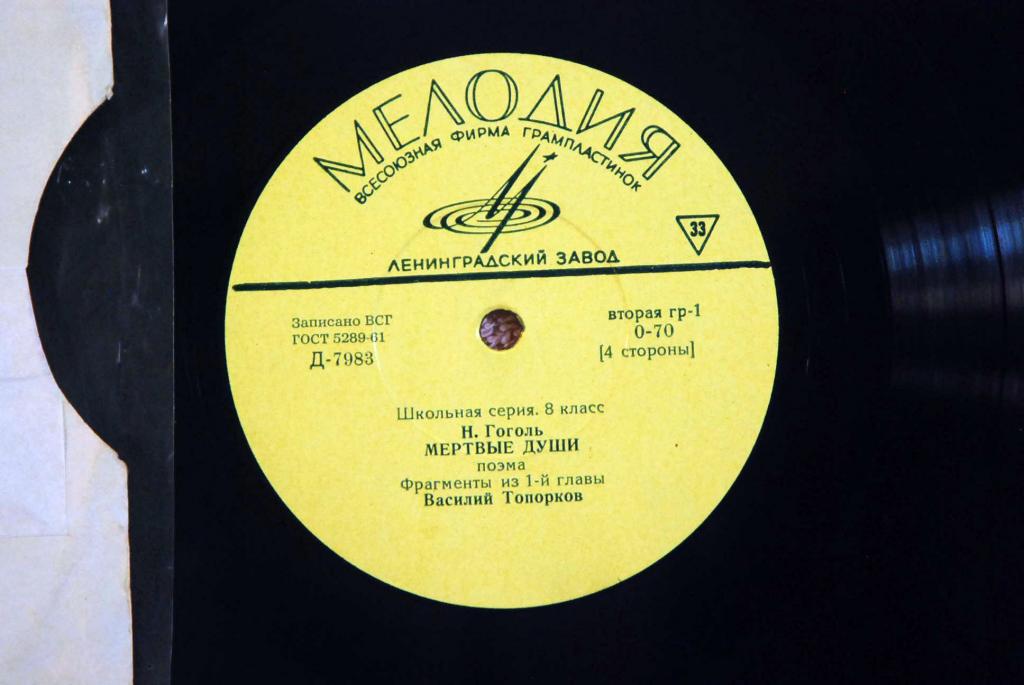 МЕЛОДИЯ
ВСЕСОЮЗНАЯ ФИРМА ГРАМПЛАСТИНОК
33
ЛЕНИНГРАДСКИЙ ЗАВОД
Записано ВСГ
ГОСТ 5289-61
Д-7983
вторая гр-1
0-70
[4 стороны]
Школьная серия. 8 класс
Н. Гоголь
МЕРТВЫЕ ДУШИ
поэма
Фрагменты из 1-й главы
Василий Топорков